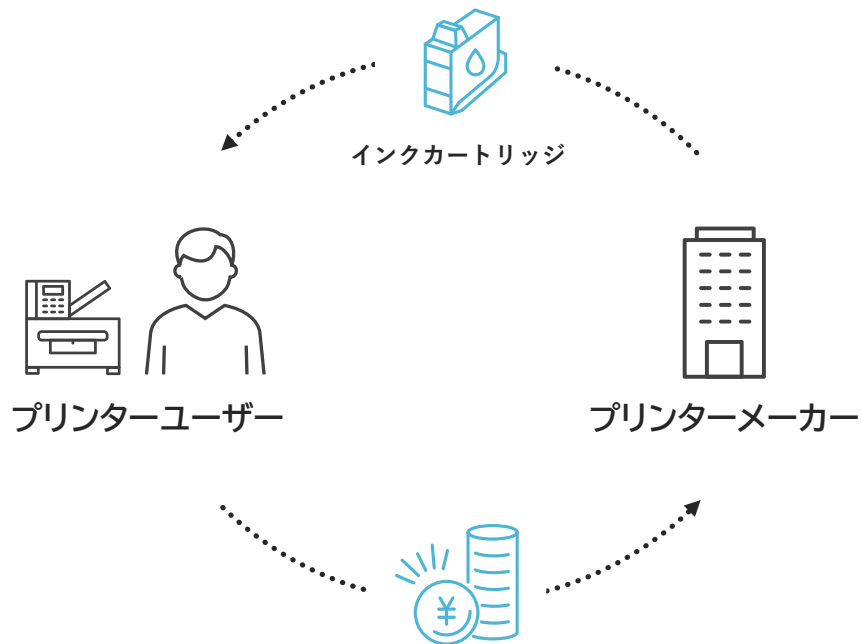 インクカートリッジ
プリンターユーザー
プリンターメーカー
¥